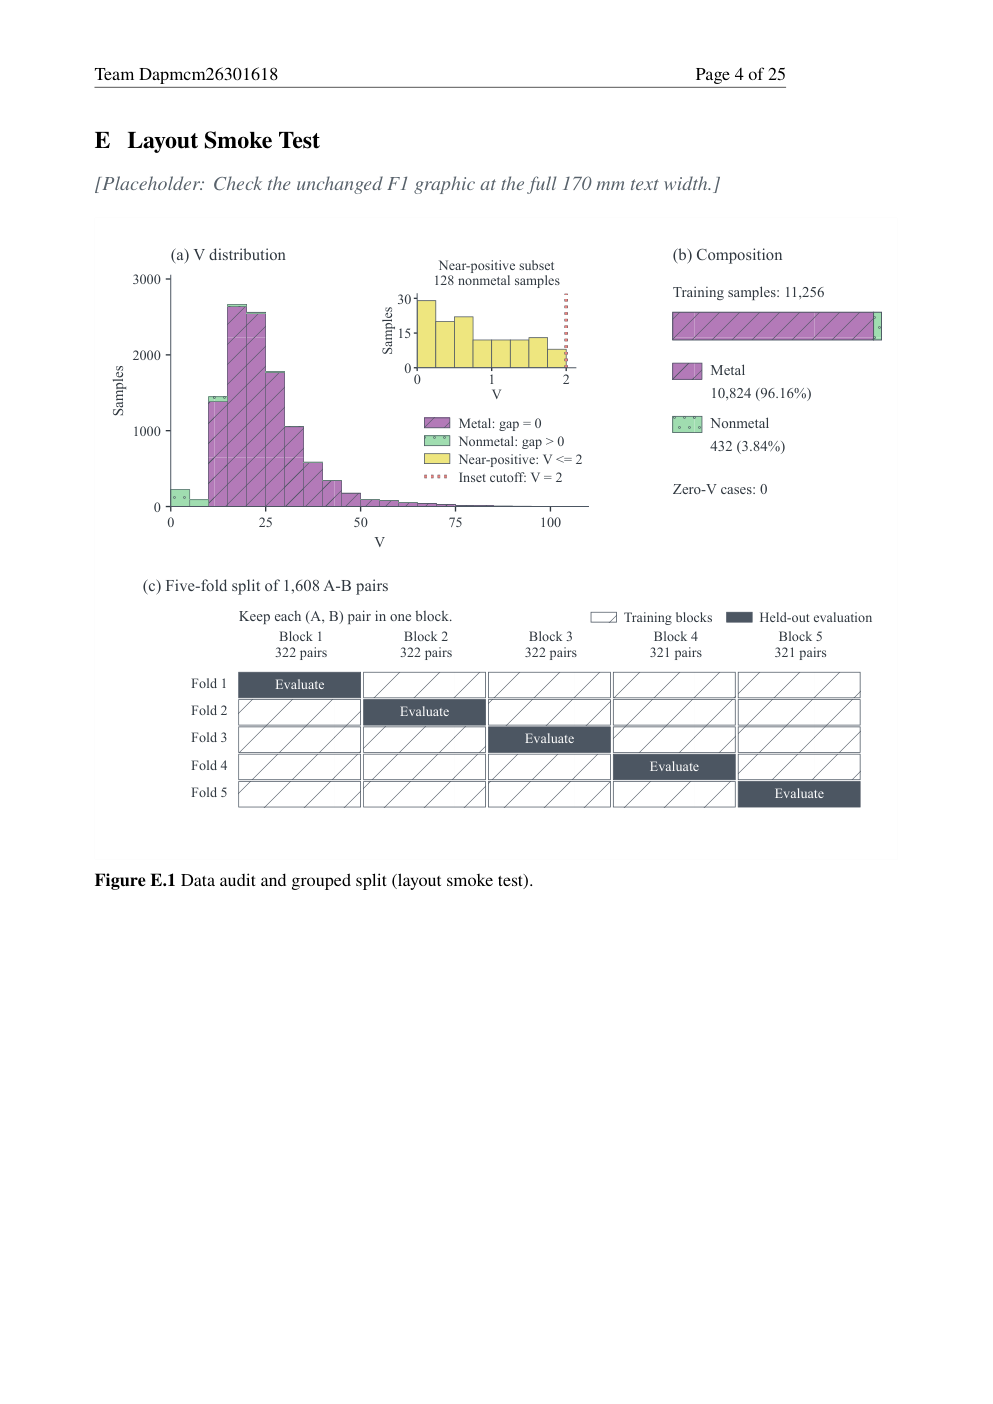 Team Dapmcm26301618
Page 4 of 25
E Layout Smoke Test
[Placeholder: Check the unchanged F1 graphic at the full 170 mm text width.]
(a) V distribution
3000
2000
1000
0
Samples
0 25 50 75 100
V
Near-positive subset
128 nonmetal samples
30
15
0
Samples
0 1 2
V
Metal: gap = 0
Nonmetal: gap > 0
Near-positive: V <= 2
Inset cutoff: V = 2
(b) Composition
Training samples: 11,256
Metal
10,824 (96.16%)
Nonmetal
432 (3.84%)
Zero-V cases: 0
(c) Five-fold split of 1,608 A-B pairs
Keep each (A, B) pair in one block.
Training blocks
Held-out evaluation
Block 1 Block 2 Block 3 Block 4 Block 5
322 pairs 322 pairs 322 pairs 321 pairs 321 pairs
Fold 1 Evaluate
Fold 2 Evaluate
Fold 3 Evaluate
Fold 4 Evaluate
Fold 5 Evaluate
Figure E.1 Data audit and grouped split (layout smoke test).